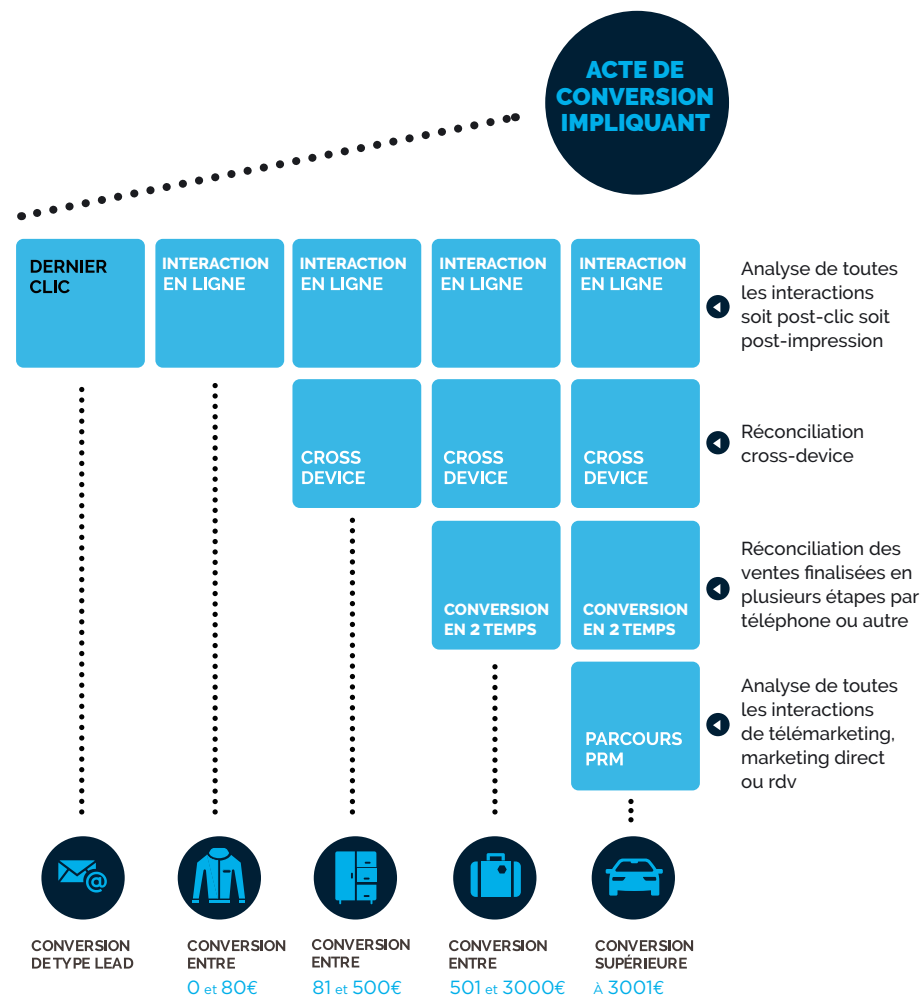 ACTE DE
CONVERSION
IMPLIQUANT
DERNIER
CLIC
INTERACTION
EN LIGNE
INTERACTION
EN LIGNE
INTERACTION
EN LIGNE
INTERACTION
EN LIGNE
Analyse de toutes
les interactions
soit post-clic soit
post-impression
CROSS
DEVICE
CROSS
DEVICE
CROSS
DEVICE
Réconciliation
cross-device
CONVERSION
EN 2 TEMPS
CONVERSION
EN 2 TEMPS
Réconciliation des
ventes finalisées en
plusieurs étapes par
téléphone ou autre
PARCOURS
PRM
Analyse de toutes
les interactions
de télémarketing,
marketing direct
ou rdv
@
CONVERSION
DE TYPE LEAD
CONVERSION
ENTRE
0 et 80€
CONVERSION
ENTRE
81 et 500€
CONVERSION
ENTRE
501 et 3000€
CONVERSION
SUPÉRIEURE
À 3001€